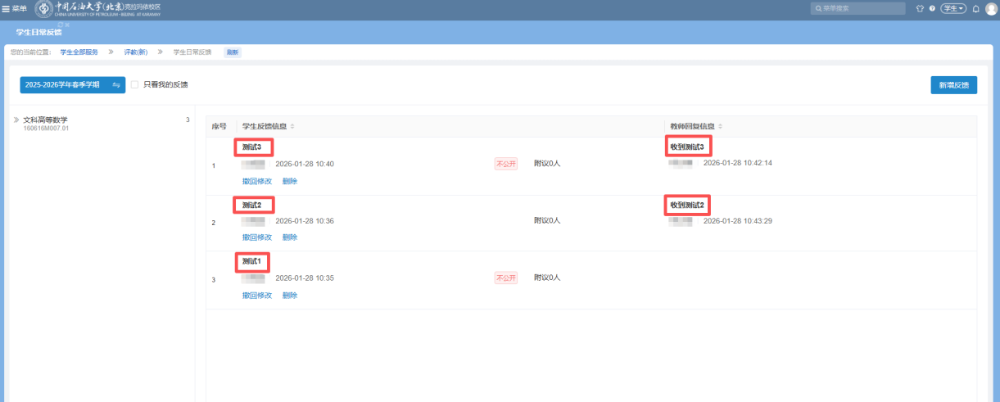 菜单 中国石油大学(北京)克拉玛依校区 菜单搜索 学生
CHINA UNIVERSITY OF PETROLEUM-BEIJING AT KARAMAY
学生日常反馈
您的当前位置: 学生全部服务 » 评教(新) » 学生日常反馈 刷新
2025-2026学年春季学期 只看我的反馈 新增反馈
文科高等数学 3
160616M007.01
序号 学生反馈信息 教师回复信息
测试3 收到测试3
1 2026-01-28 10:40 不公开 附议0人 2026-01-28 10:42:14
撤回修改 删除
测试2 收到测试2
2 2026-01-28 10:36 附议0人 2026-01-28 10:43:29
撤回修改 删除
测试1
3 2026-01-28 10:35 不公开 附议0人
撤回修改 删除